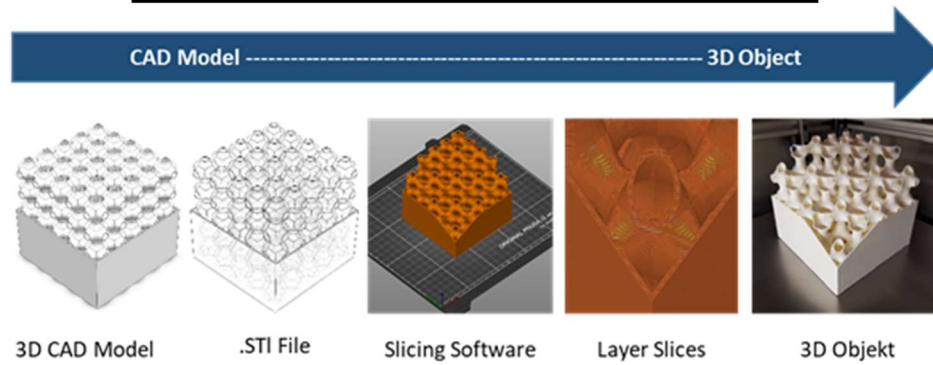 CAD Model ---------------------------------------------------------- 3D Object
3D CAD Model
.STl File
Slicing Software
Layer Slices
3D Objekt